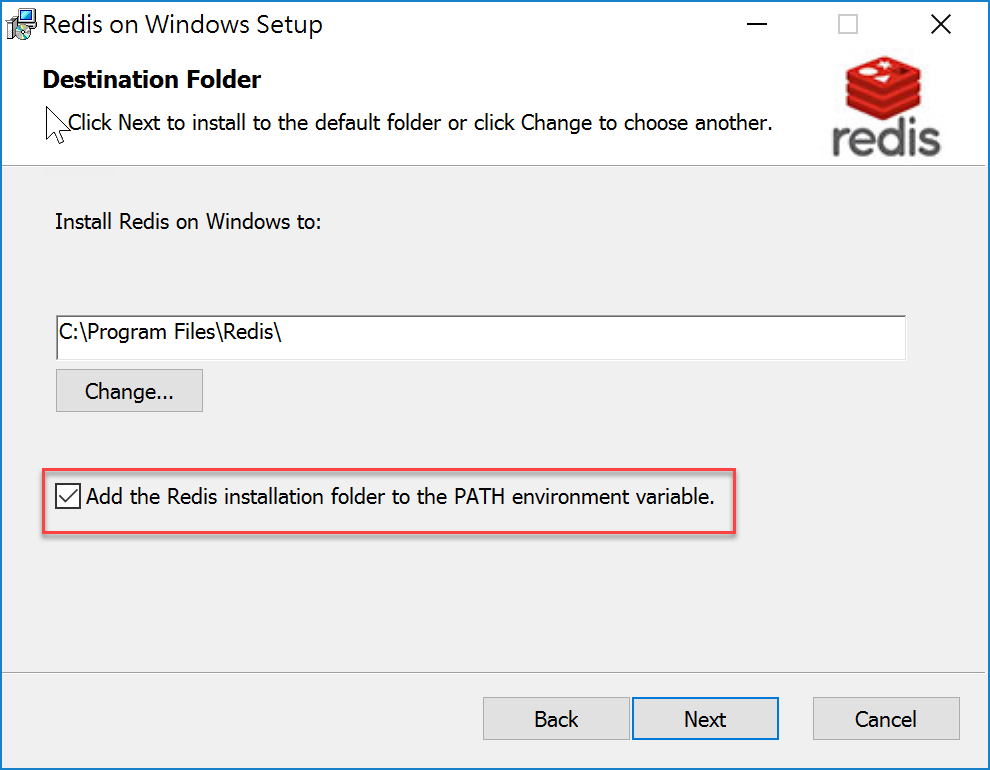 Redis on Windows Setup
Destination Folder
Click Next to install to the default folder or click Change to choose another.
redis
Install Redis on Windows to:
C:\Program Files\Redis\
Change...
Add the Redis installation folder to the PATH environment variable.
Back
Next
Cancel